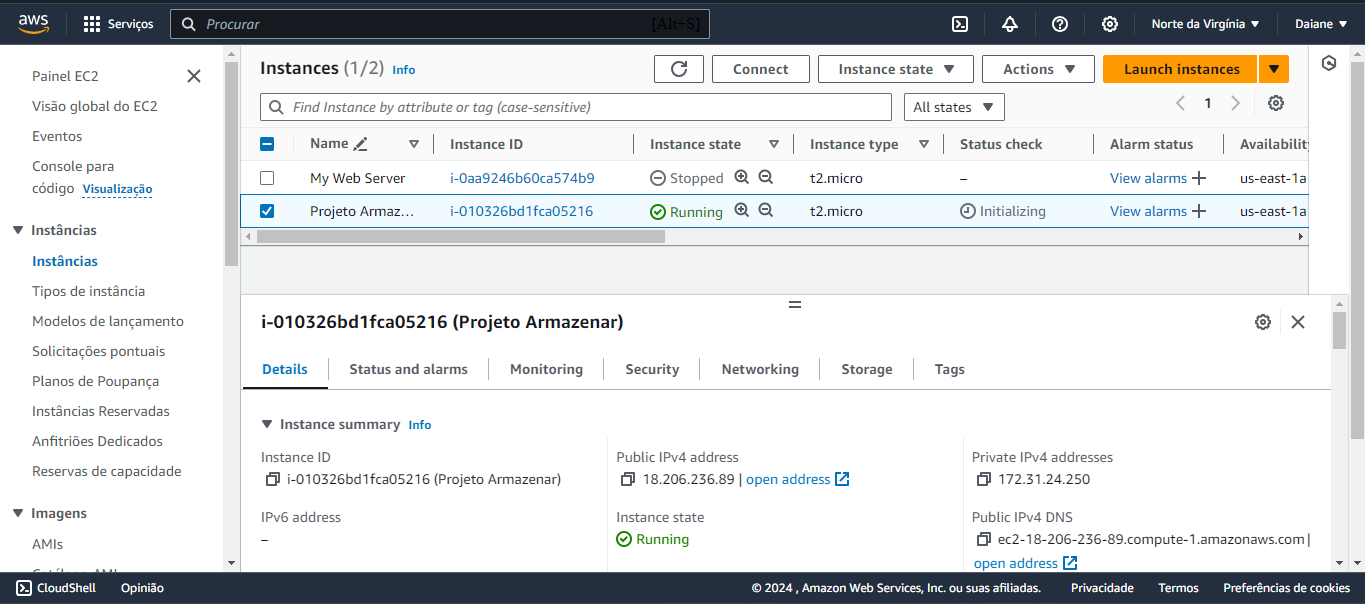 aws
Serviços
Procurar
[Alt+S]
Norte da Virgínia
Daiane
Painel EC2
Visão global do EC2
Eventos
Console para
código Visualização
Instâncias
Instâncias
Tipos de instância
Modelos de lançamento
Solicitações pontuais
Planos de Poupança
Instâncias Reservadas
Anfitriões Dedicados
Reservas de capacidade
Imagens
AMIs
Instances (1/2) Info
Connect
Instance state
Actions
Launch instances
Find Instance by attribute or tag (case-sensitive)
All states
1
Name Instance ID Instance state Instance type Status check Alarm status Availability
My Web Server i-0aa9246b60ca574b9 Stopped t2.micro – View alarms + us-east-1a
Projeto Armaz... i-010326bd1fca05216 Running t2.micro Initializing View alarms + us-east-1a
i-010326bd1fca05216 (Projeto Armazenar)
Details Status and alarms Monitoring Security Networking Storage Tags
Instance summary Info
Instance ID
i-010326bd1fca05216 (Projeto Armazenar)
IPv6 address
–
Public IPv4 address
18.206.236.89 | open address
Instance state
Running
Private IPv4 addresses
172.31.24.250
Public IPv4 DNS
ec2-18-206-236-89.compute-1.amazonaws.com |
open address
CloudShell Opinião © 2024 , Amazon Web Services, Inc. ou suas afiliadas. Privacidade Termos Preferências de cookies